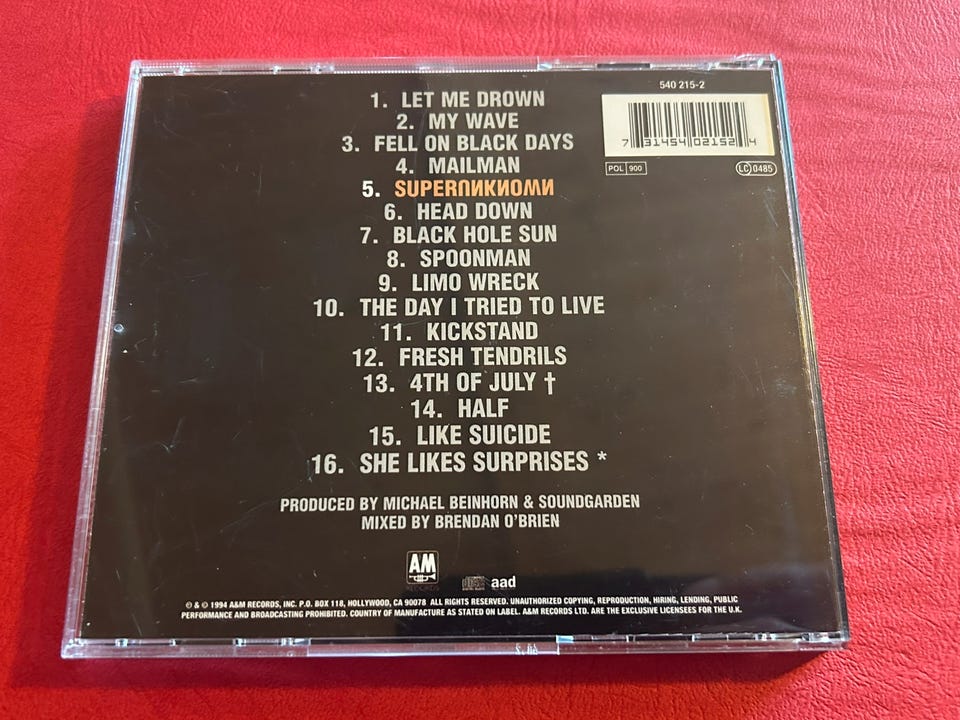 540 215-2
7 31454 02152 4
POL 900
LC 0485
1. LET ME DROWN
2. MY WAVE
3. FELL ON BLACK DAYS
4. MAILMAN
5. SUPERUNKNOWN
6. HEAD DOWN
7. BLACK HOLE SUN
8. SPOONMAN
9. LIMO WRECK
10. THE DAY I TRIED TO LIVE
11. KICKSTAND
12. FRESH TENDRILS
13. 4TH OF JULY †
14. HALF
15. LIKE SUICIDE
16. SHE LIKES SURPRISES *
PRODUCED BY MICHAEL BEINHORN & SOUNDGARDEN
MIXED BY BRENDAN O'BRIEN
AM
RECORDS
aad
℗ & © 1994 A&M RECORDS, INC. P.O. BOX 118, HOLLYWOOD, CA 90078 ALL RIGHTS RESERVED. UNAUTHORIZED COPYING, REPRODUCTION, HIRING, LENDING, PUBLIC
PERFORMANCE AND BROADCASTING PROHIBITED. COUNTRY OF MANUFACTURE AS STATED ON LABEL. A&M RECORDS LTD. ARE THE EXCLUSIVE LICENSEES FOR THE U.K.